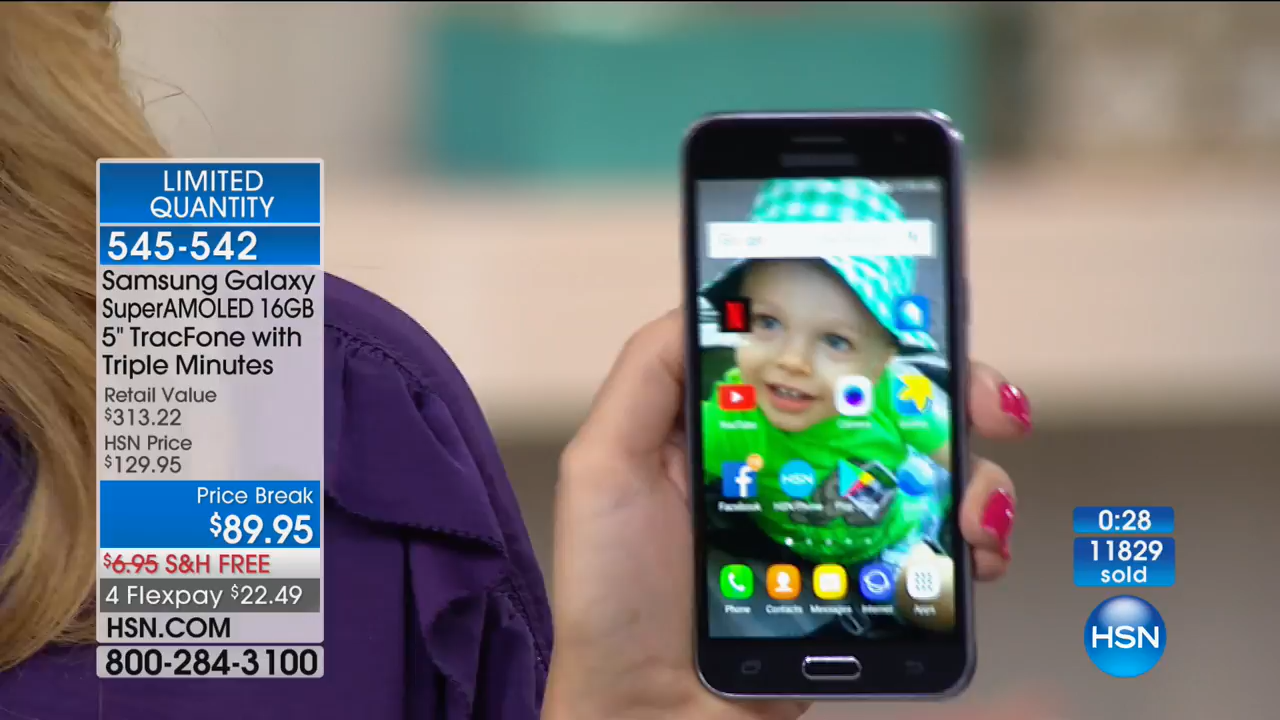 LIMITED
QUANTITY
545-542
Samsung Galaxy
SuperAMOLED 16GB
5" TracFone with
Triple Minutes
Retail Value
$313.22
HSN Price
$129.95
Price Break
$89.95
$6.95 S&H FREE
4 Flexpay $22.49
HSN.COM
800-284-3100
YouTube
Facebook
HSN
Phone
Contacts
Messages
Internet
Apps
0:28
11829
sold
HSN